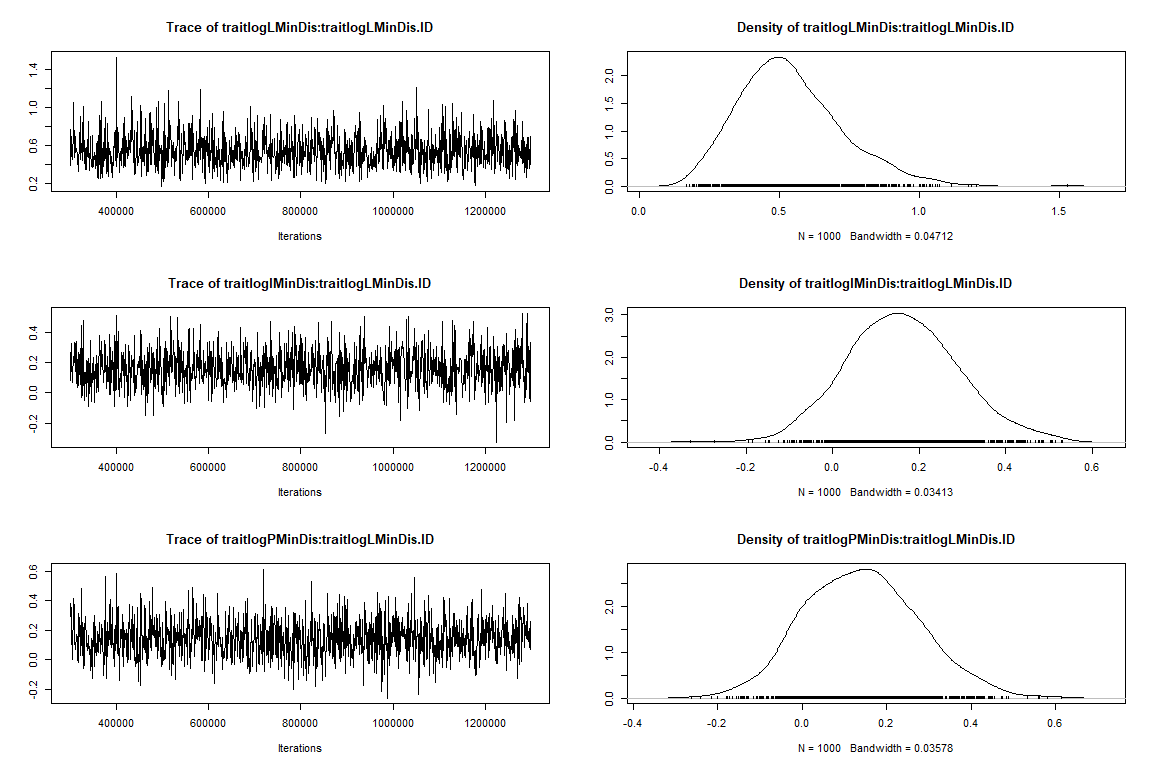 Trace of traitlogLMinDis:traitlogLMinDis.ID
0.2 0.6 1.0 1.4
400000 600000 800000 1000000 1200000
Iterations
Density of traitlogLMinDis:traitlogLMinDis.ID
0.0 0.5 1.0 1.5 2.0
0.0 0.5 1.0 1.5
N = 1000 Bandwidth = 0.04712
Trace of traitlogIMinDis:traitlogLMinDis.ID
-0.2 0.0 0.2 0.4
400000 600000 800000 1000000 1200000
Iterations
Density of traitlogIMinDis:traitlogLMinDis.ID
0.0 1.0 2.0 3.0
-0.4 -0.2 0.0 0.2 0.4 0.6
N = 1000 Bandwidth = 0.03413
Trace of traitlogPMinDis:traitlogLMinDis.ID
-0.2 0.0 0.2 0.4 0.6
400000 600000 800000 1000000 1200000
Iterations
Density of traitlogPMinDis:traitlogLMinDis.ID
0.0 1.0 2.0
-0.4 -0.2 0.0 0.2 0.4 0.6
N = 1000 Bandwidth = 0.03578